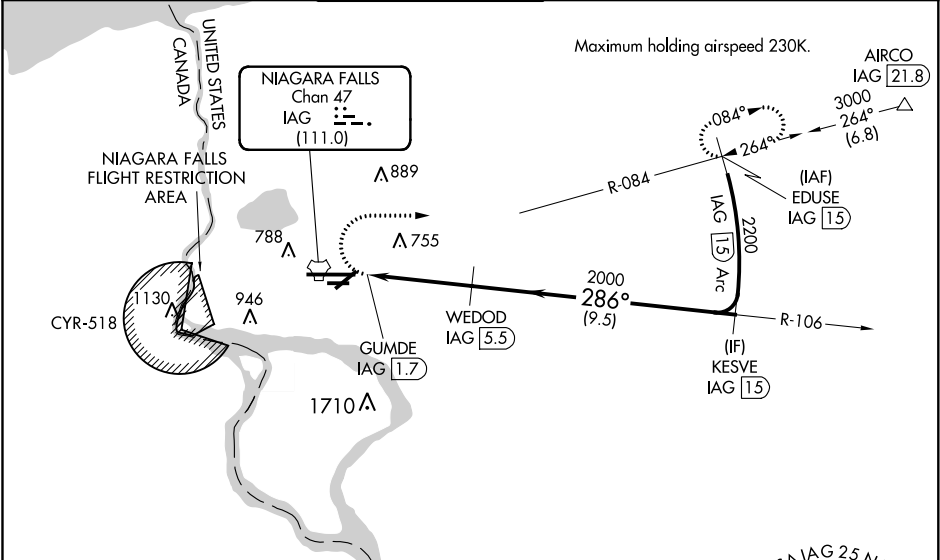 UNITED STATES
CANADA
Maximum holding airspeed 230K.
NIAGARA FALLS
Chan 47
IAG
(111.0)
AIRCO
IAG 21.8
3000
264°
(6.8)
084°
264°
NIAGARA FALLS
FLIGHT RESTRICTION
AREA
889
R-084
(IAF)
EDUSE
IAG 15
IAG 15 Arc
2200
788
755
1130
946
CYR-518
2000
286°
(9.5)
WEDOD
IAG 5.5
GUMDE
IAG 1.7
R-106
(IF)
KESVE
IAG 15
1710
IAG 25 N